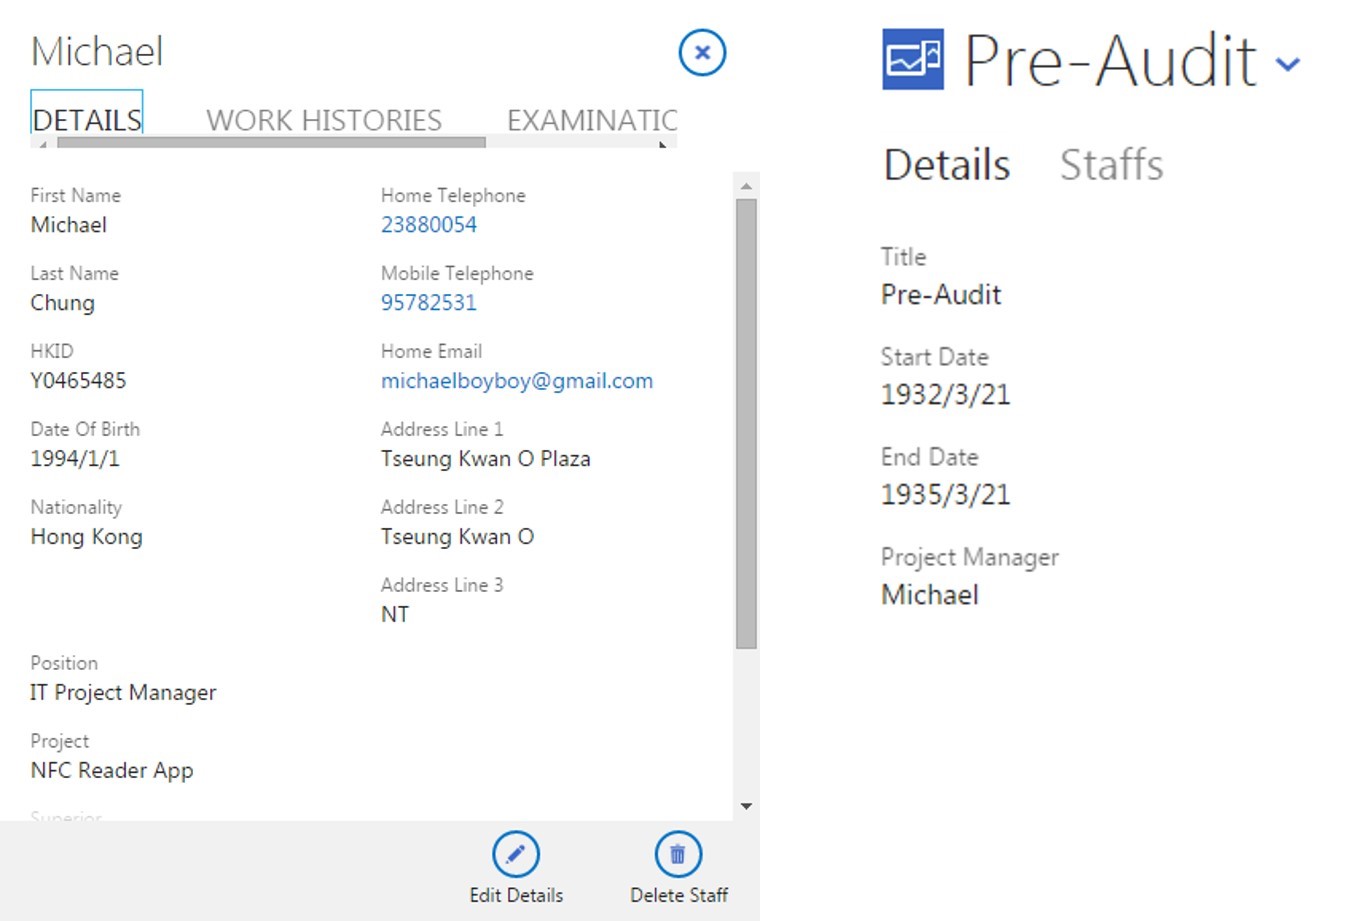 Michael
DETAILS WORK HISTORIES EXAMINATIO
First Name
Michael
Last Name
Chung
HKID
Y0465485
Date Of Birth
1994/1/1
Nationality
Hong Kong
Home Telephone
23880054
Mobile Telephone
95782531
Home Email
michaelboyboy@gmail.com
Address Line 1
Tseung Kwan O Plaza
Address Line 2
Tseung Kwan O
Address Line 3
NT
Position
IT Project Manager
Project
NFC Reader App
Superior
Edit Details
Delete Staff
Pre-Audit
Details Staffs
Title
Pre-Audit
Start Date
1932/3/21
End Date
1935/3/21
Project Manager
Michael